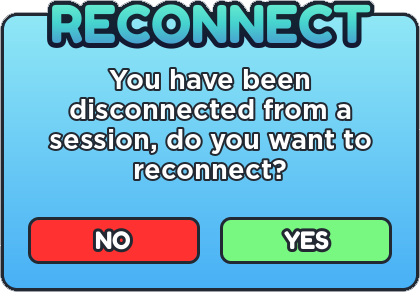 RECONNECT
You have been
disconnected from a
session, do you want to
reconnect?
NO
YES